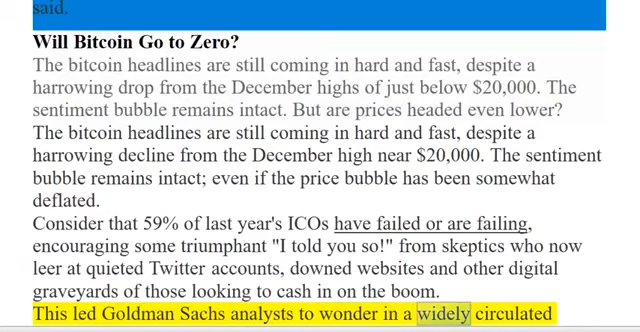 said.
Will Bitcoin Go to Zero?
The bitcoin headlines are still coming in hard and fast, despite a
harrowing drop from the December highs of just below $20,000. The
sentiment bubble remains intact. But are prices headed even lower?
The bitcoin headlines are still coming in hard and fast, despite a
harrowing decline from the December high near $20,000. The sentiment
bubble remains intact; even if the price bubble has been somewhat
deflated.
Consider that 59% of last year's ICOs have failed or are failing,
encouraging some triumphant "I told you so!" from skeptics who now
leer at quieted Twitter accounts, downed websites and other digital
graveyards of those looking to cash in on the boom.
This led Goldman Sachs analysts to wonder in a widely circulated